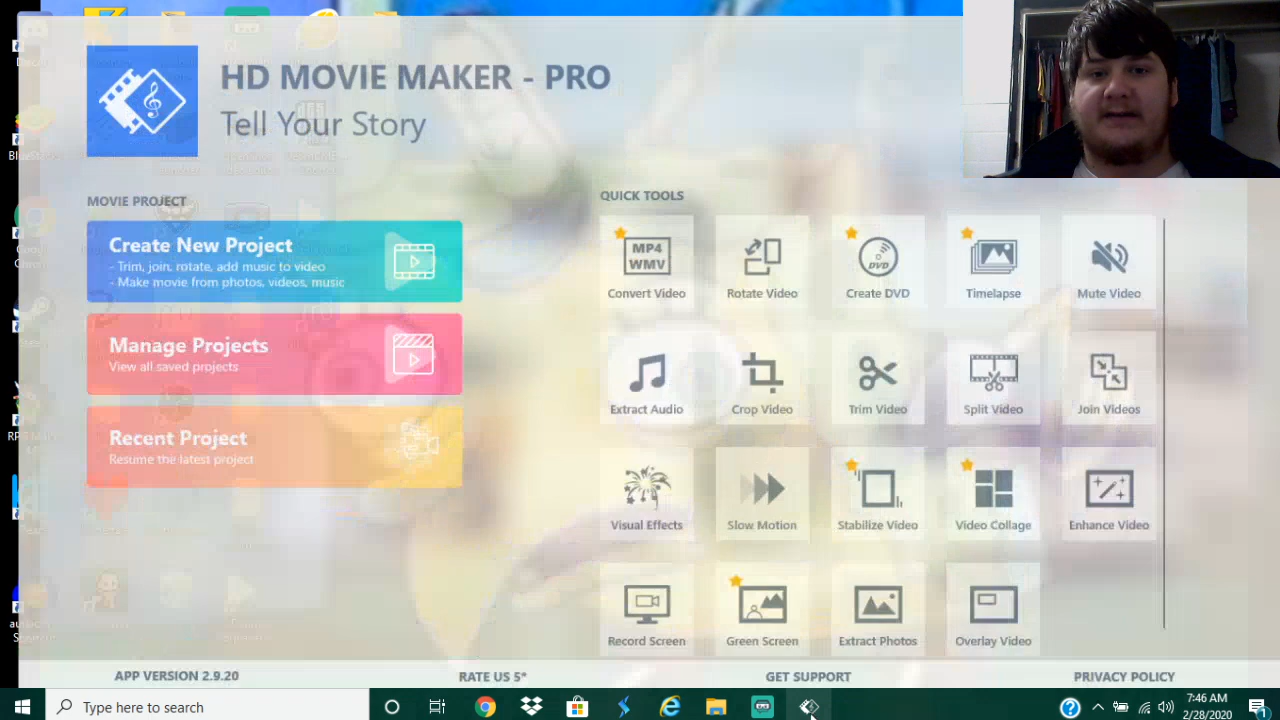 HD MOVIE MAKER - PRO
Tell Your Story
MOVIE PROJECT
Create New Project
- Trim, join, rotate, add music to video
- Make movie from photos, videos, music
Manage Projects
View all saved projects
Recent Project
Resume the latest project
QUICK TOOLS
MP4
WMV
Convert Video
Rotate Video
DVD
Create DVD
Timelapse
Mute Video
Extract Audio
Crop Video
Trim Video
Split Video
Join Videos
Visual Effects
Slow Motion
Stabilize Video
Video Collage
Enhance Video
Record Screen
Green Screen
Extract Photos
Overlay Video
APP VERSION 2.9.20
RATE US 5*
GET SUPPORT
PRIVACY POLICY
Type here to search
7:46 AM
2/28/2020
1